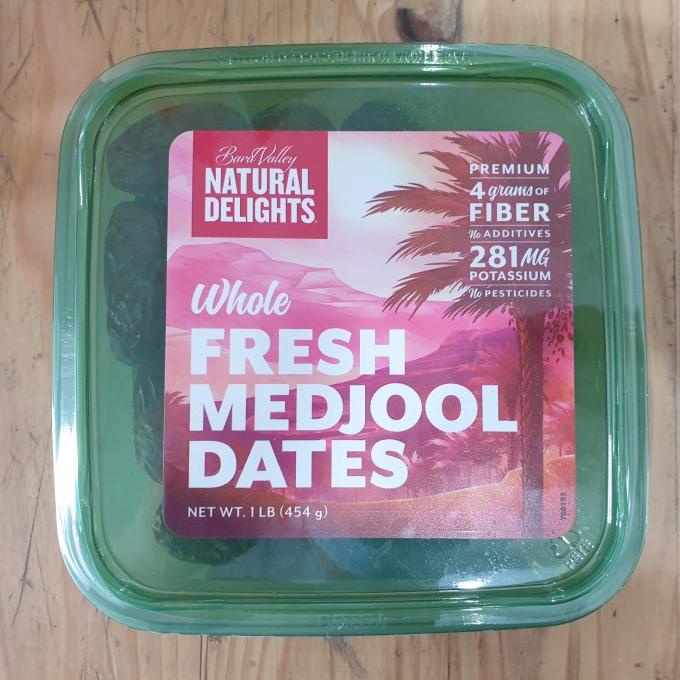 Bard Valley
NATURAL
DELIGHTS
PREMIUM
4 grams OF
FIBER
No ADDITIVES
281 MG
POTASSIUM
No PESTICIDES
Whole
FRESH
MEDJOOL
DATES
NET WT. 1 LB (454 g)
700193